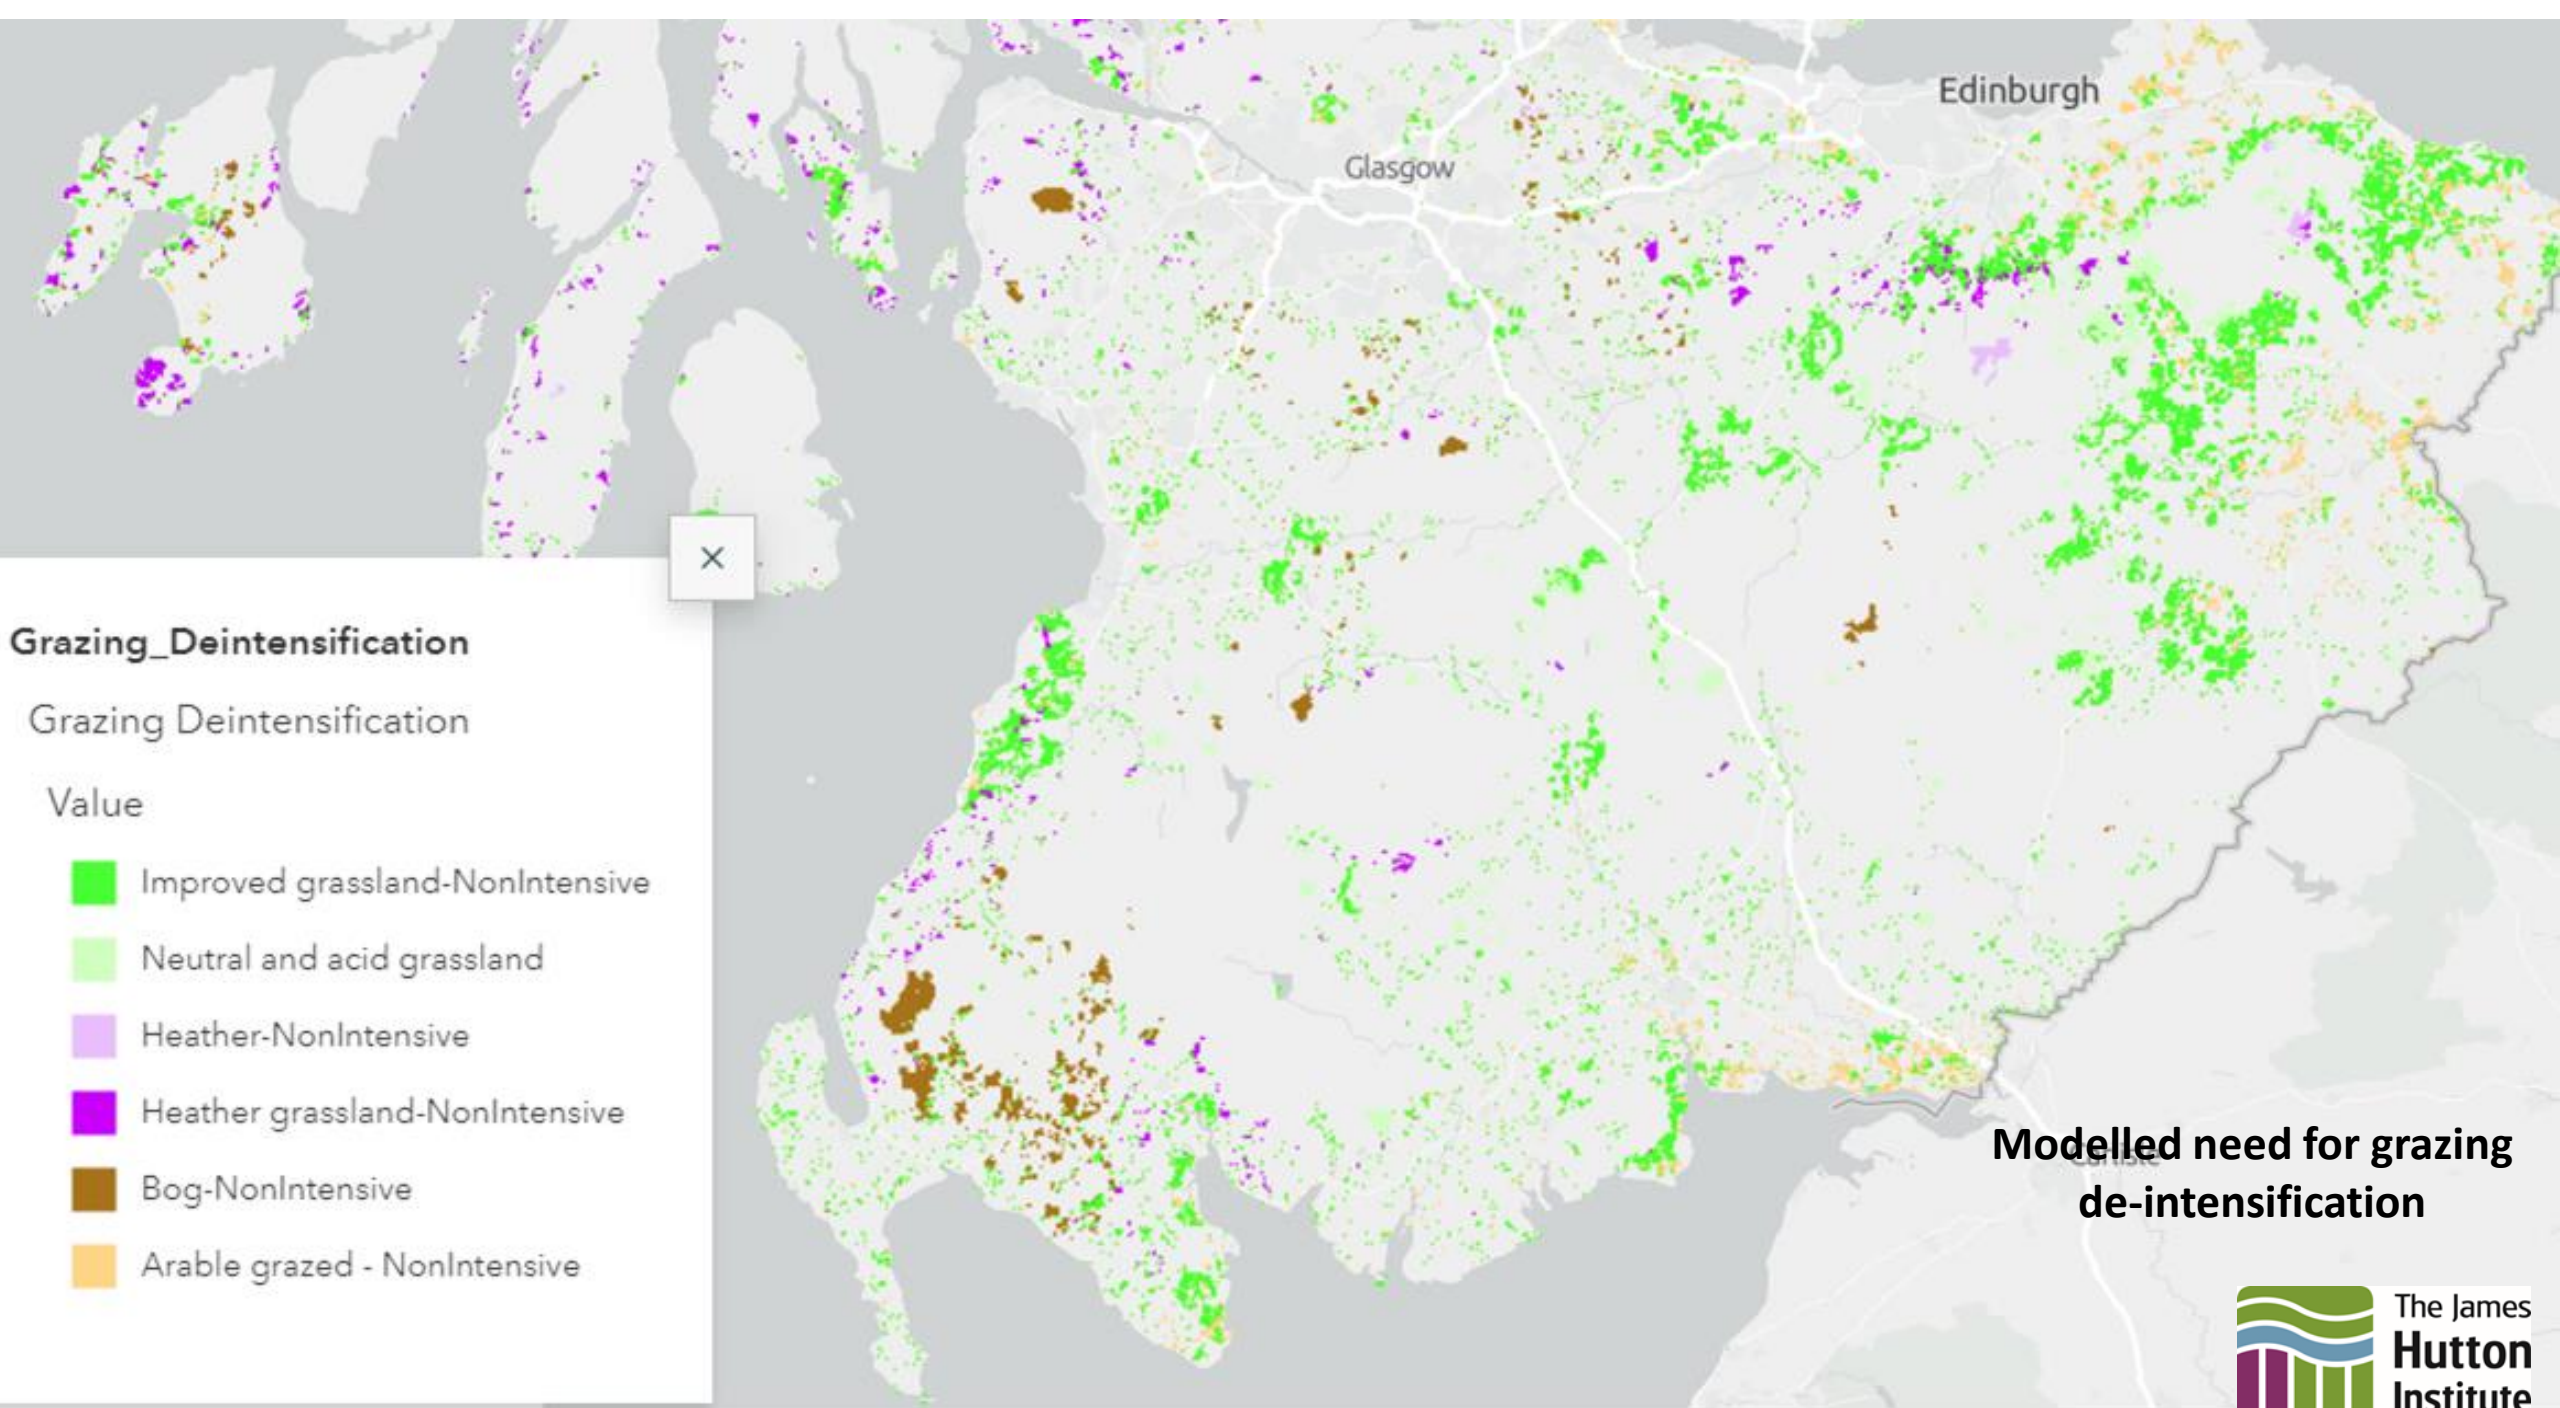 Edinburgh
Glasgow
×
Grazing_Deintensification
Grazing Deintensification
Value
Improved grassland-NonIntensive
Neutral and acid grassland
Heather-NonIntensive
Heather grassland-NonIntensive
Bog-NonIntensive
Arable grazed - NonIntensive
Carlisle
Modelled need for grazing
de-intensification
The James
Hutton
Institute